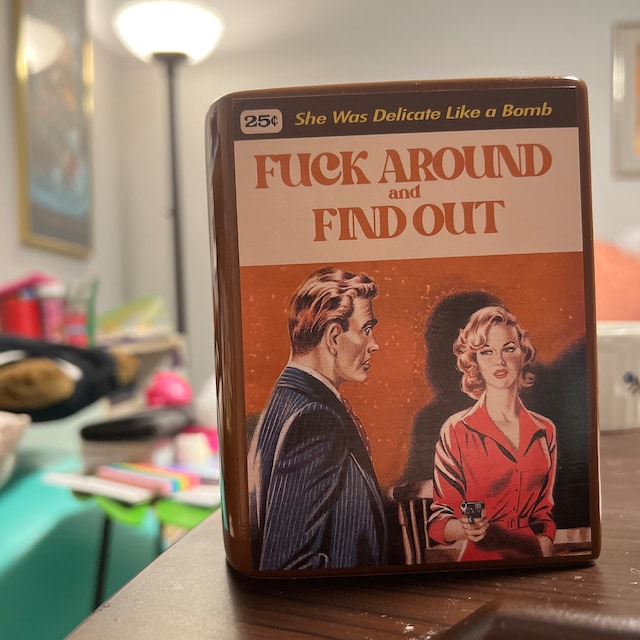 25¢ She Was Delicate Like a Bomb
FUCK AROUND
and
FIND OUT